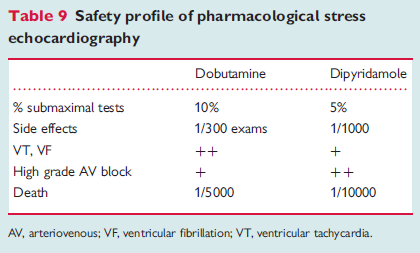 Table 9 Safety profile of pharmacological stress
echocardiography
Dobutamine Dipyridamole
% submaximal tests 10% 5%
Side effects 1/300 exams 1/1000
VT, VF ++ +
High grade AV block + ++
Death 1/5000 1/10000
AV, arteriovenous; VF, ventricular fibrillation; VT, ventricular tachycardia.